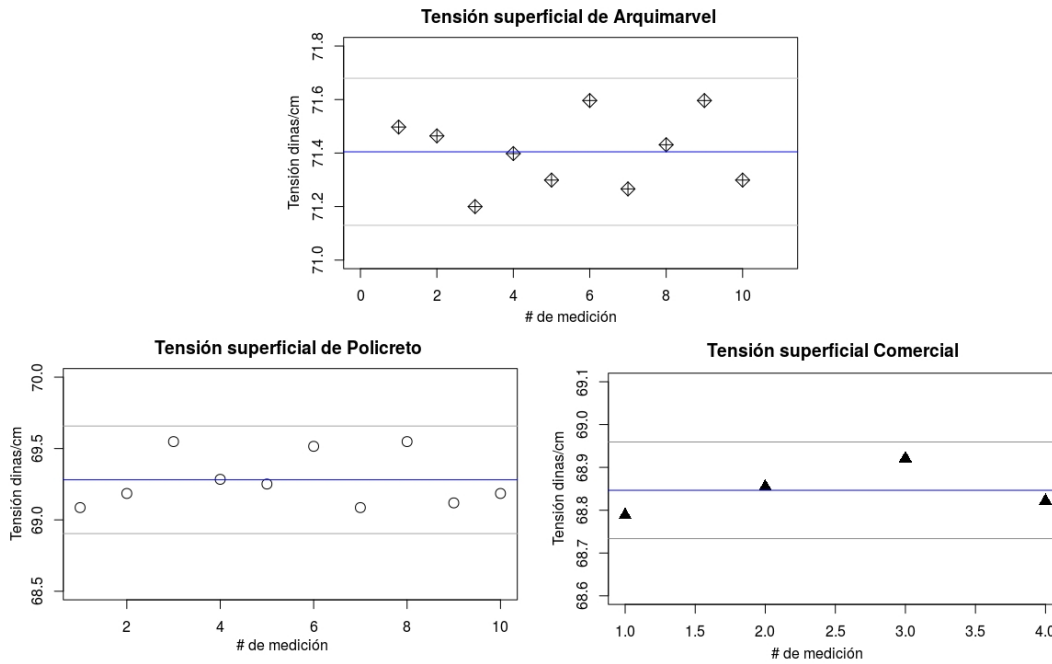 Tensión superficial de Arquimarvel
Tensión dinas/cm
71.8
71.6
71.4
71.2
71.0
0 2 4 6 8 10
# de medición
Tensión superficial de Policreto
Tensión dinas/cm
70.0
69.5
69.0
68.5
2 4 6 8 10
# de medición
Tensión superficial Comercial
Tensión dinas/cm
69.1
69.0
68.9
68.8
68.7
68.6
1.0 1.5 2.0 2.5 3.0 3.5 4.0
# de medición